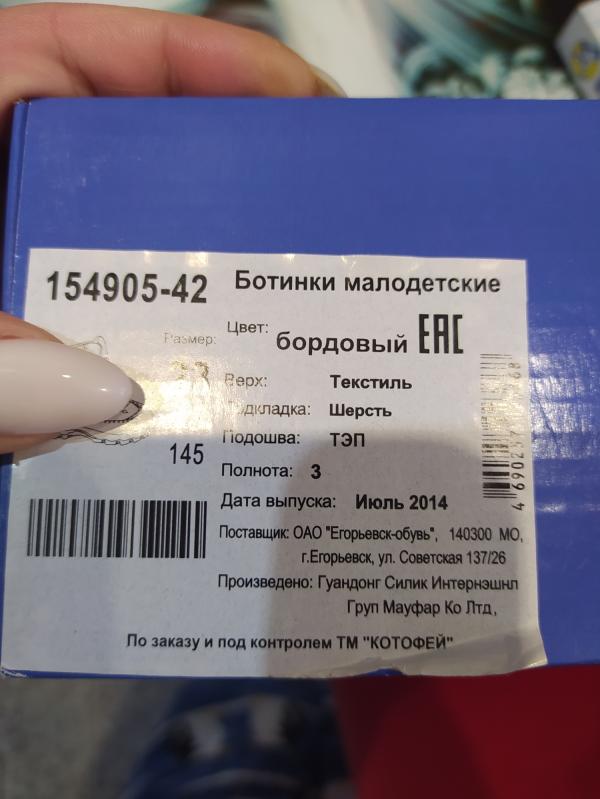 154905-42
Ботинки малодетские
Размер:
Цвет:
бордовый
EAC
Верх: Текстиль
Подкладка: Шерсть
145
Подошва: ТЭП
Полнота: 3
Дата выпуска: Июль 2014
Поставщик: ОАО "Егорьевск-обувь", 140300 МО,
г.Егорьевск, ул. Советская 137/26
Произведено: Гуандонг Силик Интернэшнл
Груп Мауфар Ко Лтд,
По заказу и под контролем ТМ "КОТОФЕЙ"